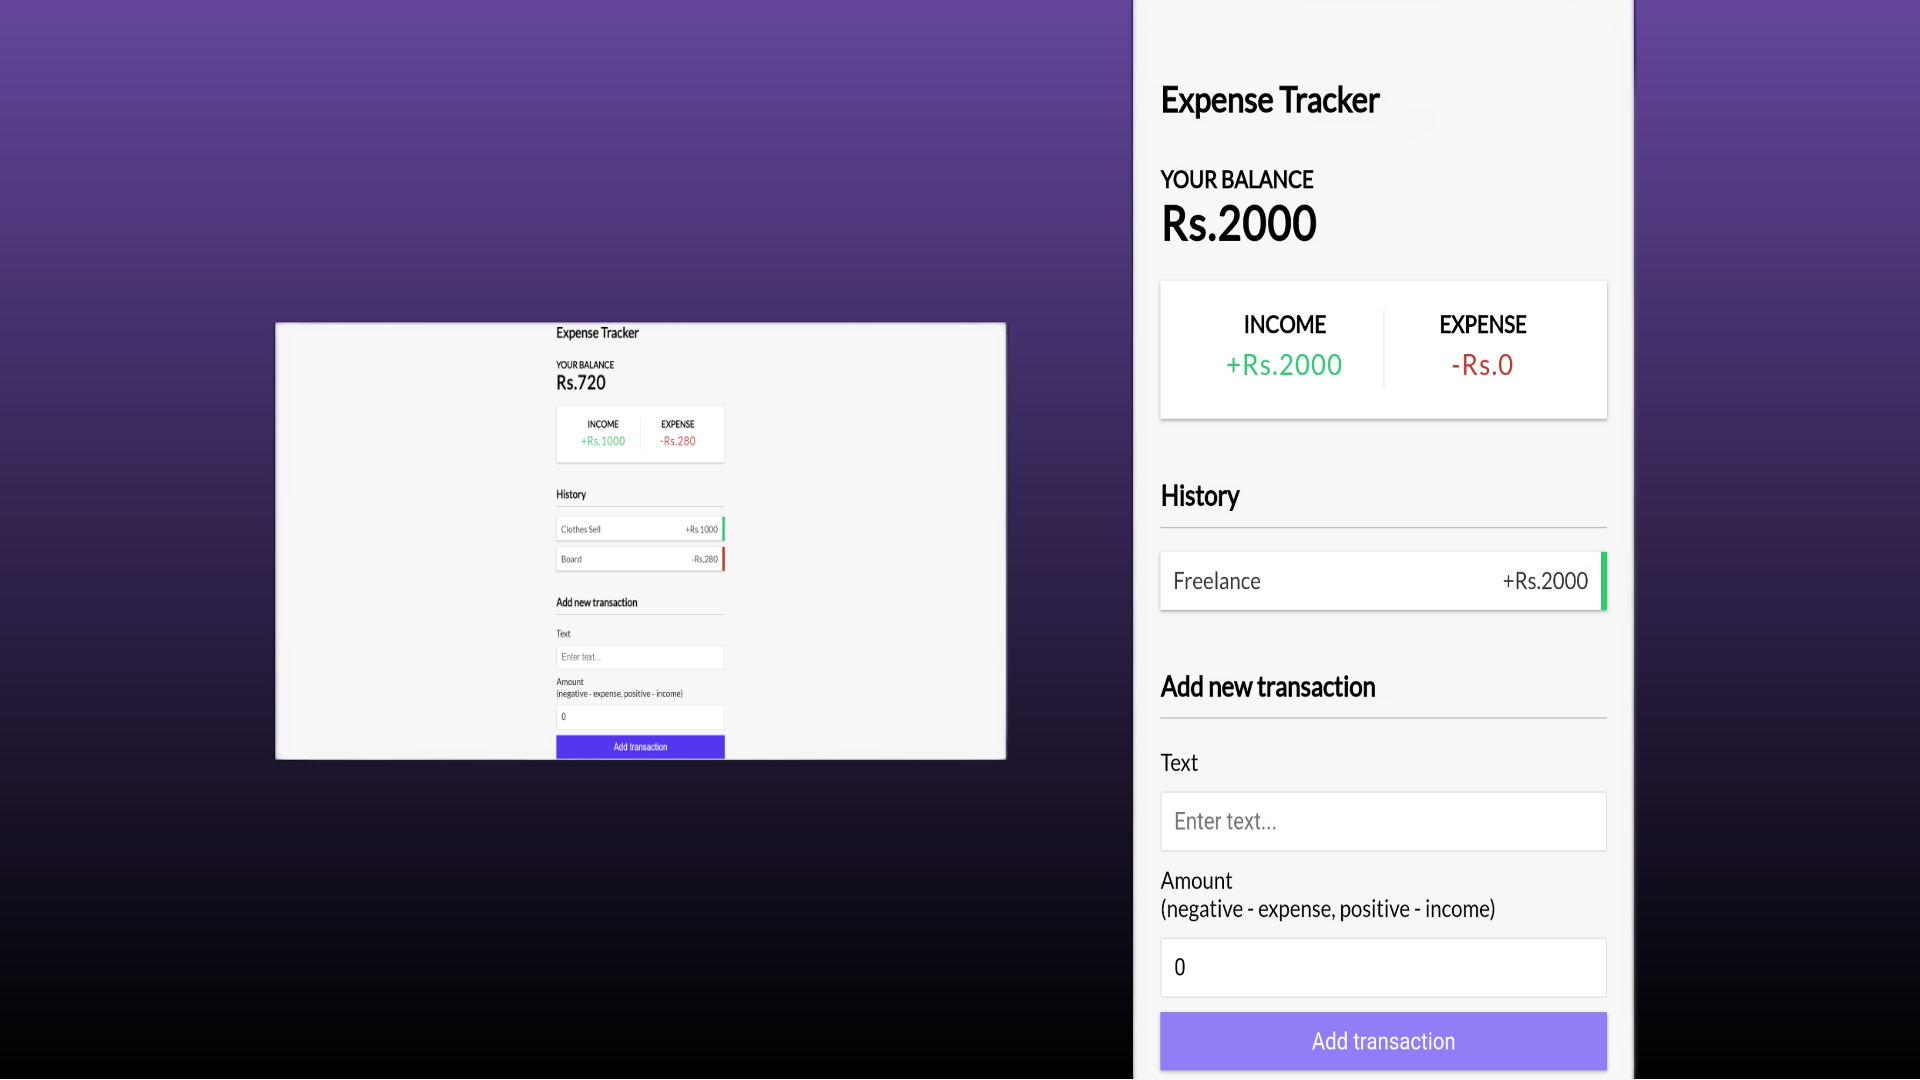 Expense Tracker
YOUR BALANCE
Rs.720
INCOME EXPENSE
+Rs.1000 -Rs.280
History
Clothes Sell +Rs.1000
Board -Rs.280
Add new transaction
Text
Enter text...
Amount
(negative - expense, positive - income)
0
Add transaction
Expense Tracker
YOUR BALANCE
Rs.2000
INCOME EXPENSE
+Rs.2000 -Rs.0
History
Freelance +Rs.2000
Add new transaction
Text
Enter text...
Amount
(negative - expense, positive - income)
0
Add transaction